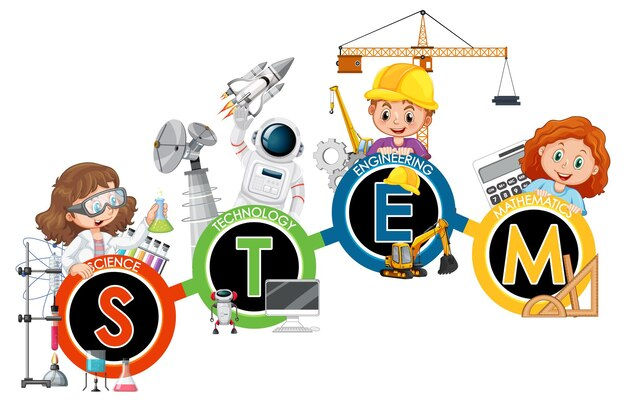 SCIENCE
S
TECHNOLOGY
T
ENGINEERING
E
MATHEMATICS
M